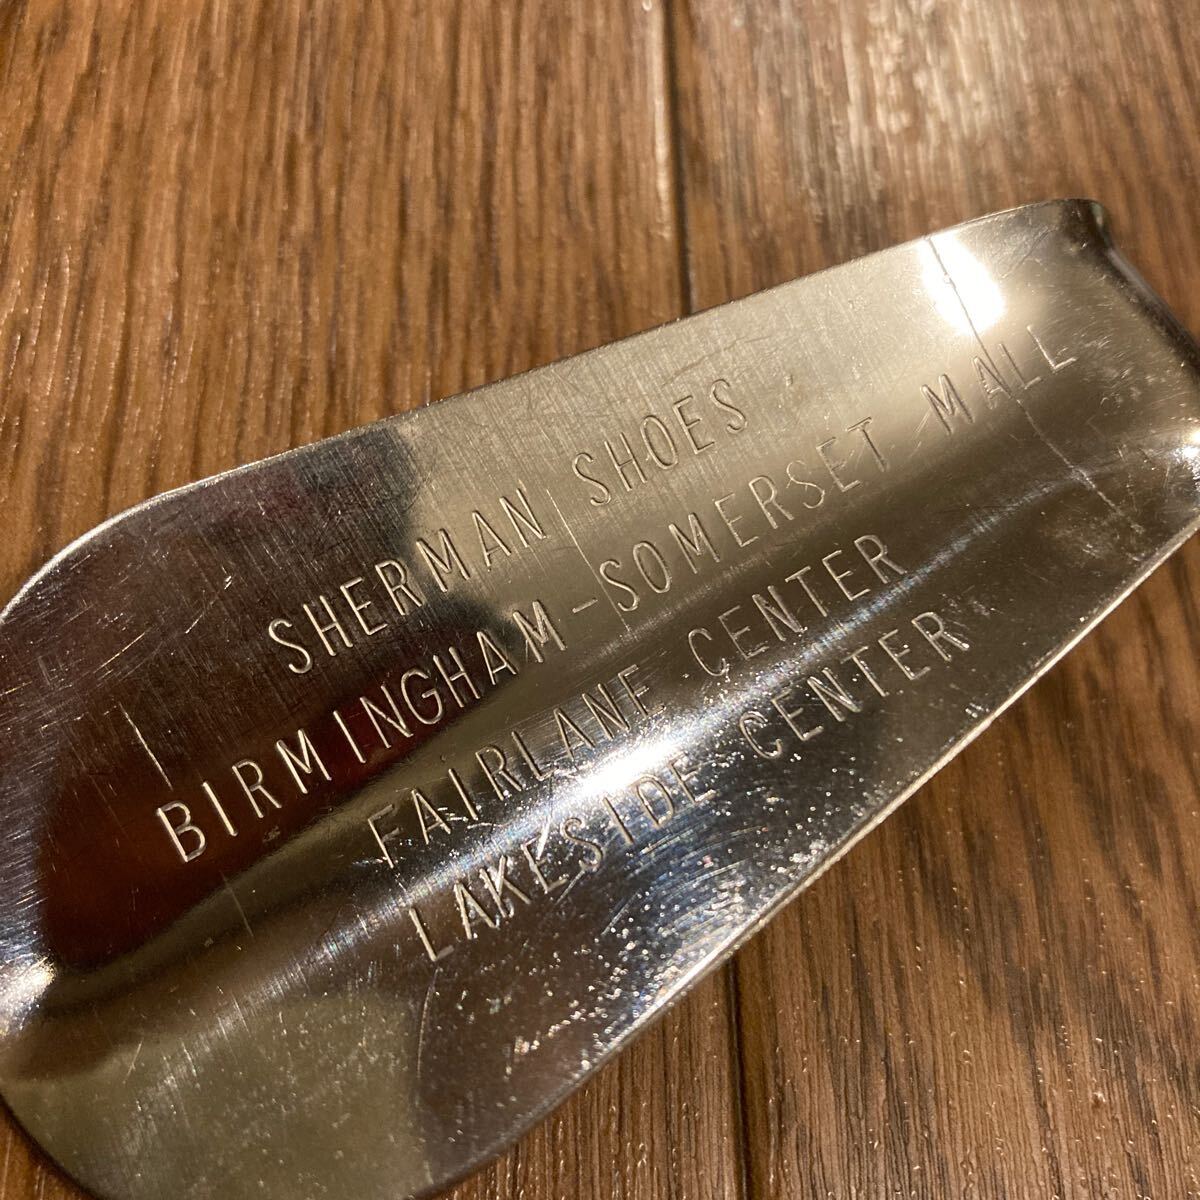 SHERMAN SHOES
BIRMINGHAM-SOMERSET MALL
FAIRLANE CENTER
LAKESIDE CENTER